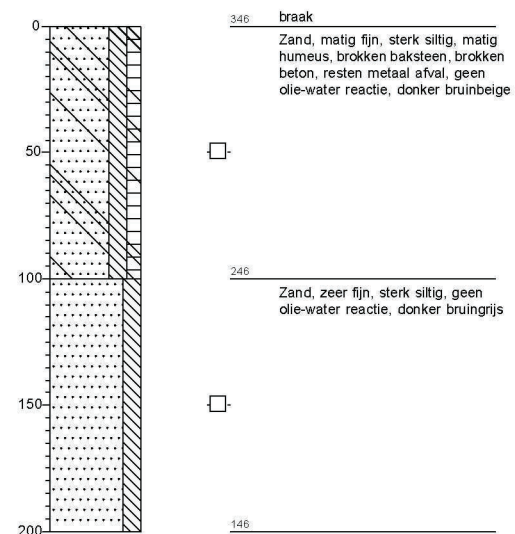 0
346
braak
Zand, matig fijn, sterk siltig, matig
humeus, brokken baksteen, brokken
beton, resten metaal afval, geen
olie-water reactie, donker bruinbeige
50
100
246
Zand, zeer fijn, sterk siltig, geen
olie-water reactie, donker bruingrijs
150
200
146